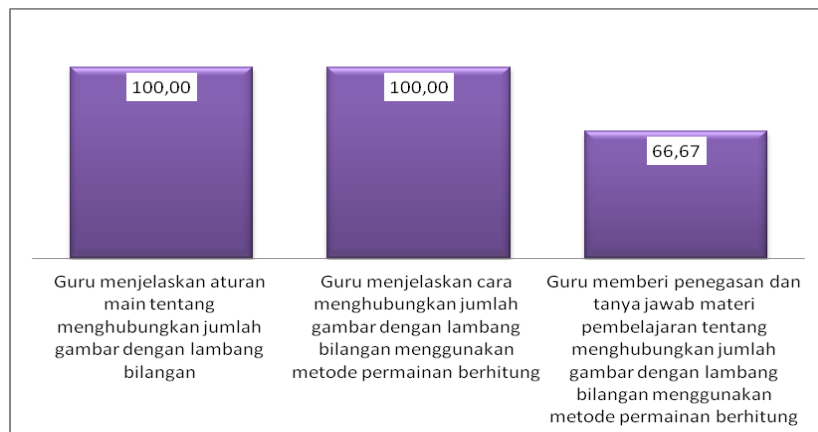 100,00
100,00
66,67
Guru menjelaskan aturan
main tentang
menghubungkan jumlah
gambar dengan lambang
bilangan
Guru menjelaskan cara
menghubungkan jumlah
gambar dengan lambang
bilangan menggunakan
metode permainan berhitung
Guru memberi penegasan dan
tanya jawab materi
pembelajaran tentang
menghubungkan jumlah
gambar dengan lambang
bilangan menggunakan
metode permainan berhitung